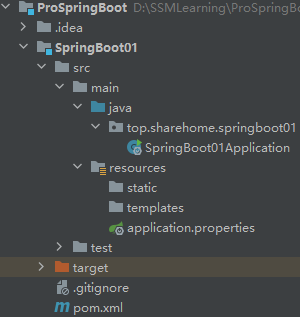 ProSpringBoot D:\SSMLearning\ProSpringBo
.idea
SpringBoot01
src
main
java
top.sharehome.springboot01
SpringBoot01Application
resources
static
templates
application.properties
test
target
.gitignore
pom.xml